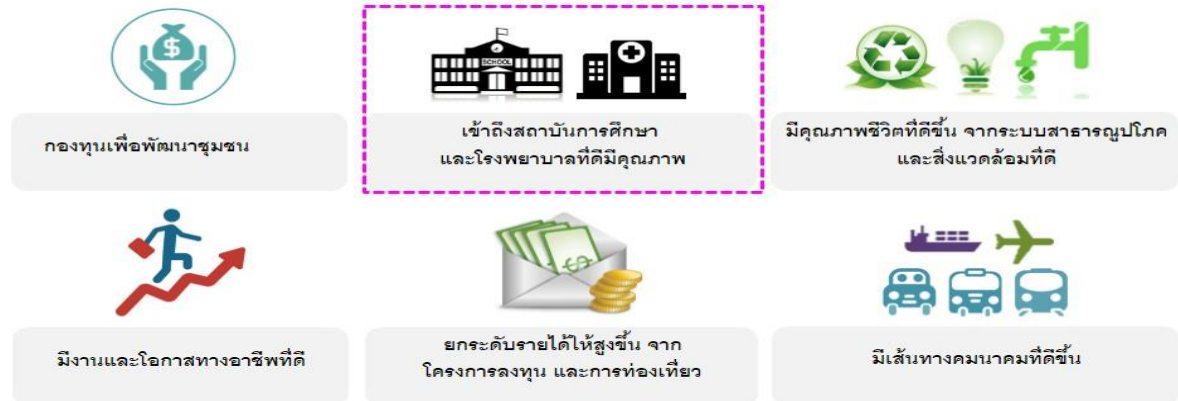 $
SCHOOL
กองทุนเพื่อพัฒนาชุมชน
เข้าถึงสถาบันการศึกษา
และโรงพยาบาลที่ดีมีคุณภาพ
มีคุณภาพชีวิตที่ดีขึ้น จากระบบสาธารณูปโภค
และสิ่งแวดล้อมที่ดี
$
มีงานและโอกาสทางอาชีพที่ดี
ยกระดับรายได้ให้สูงขึ้น จาก
โครงการลงทุน และการท่องเที่ยว
มีเส้นทางคมนาคมที่ดีขึ้น